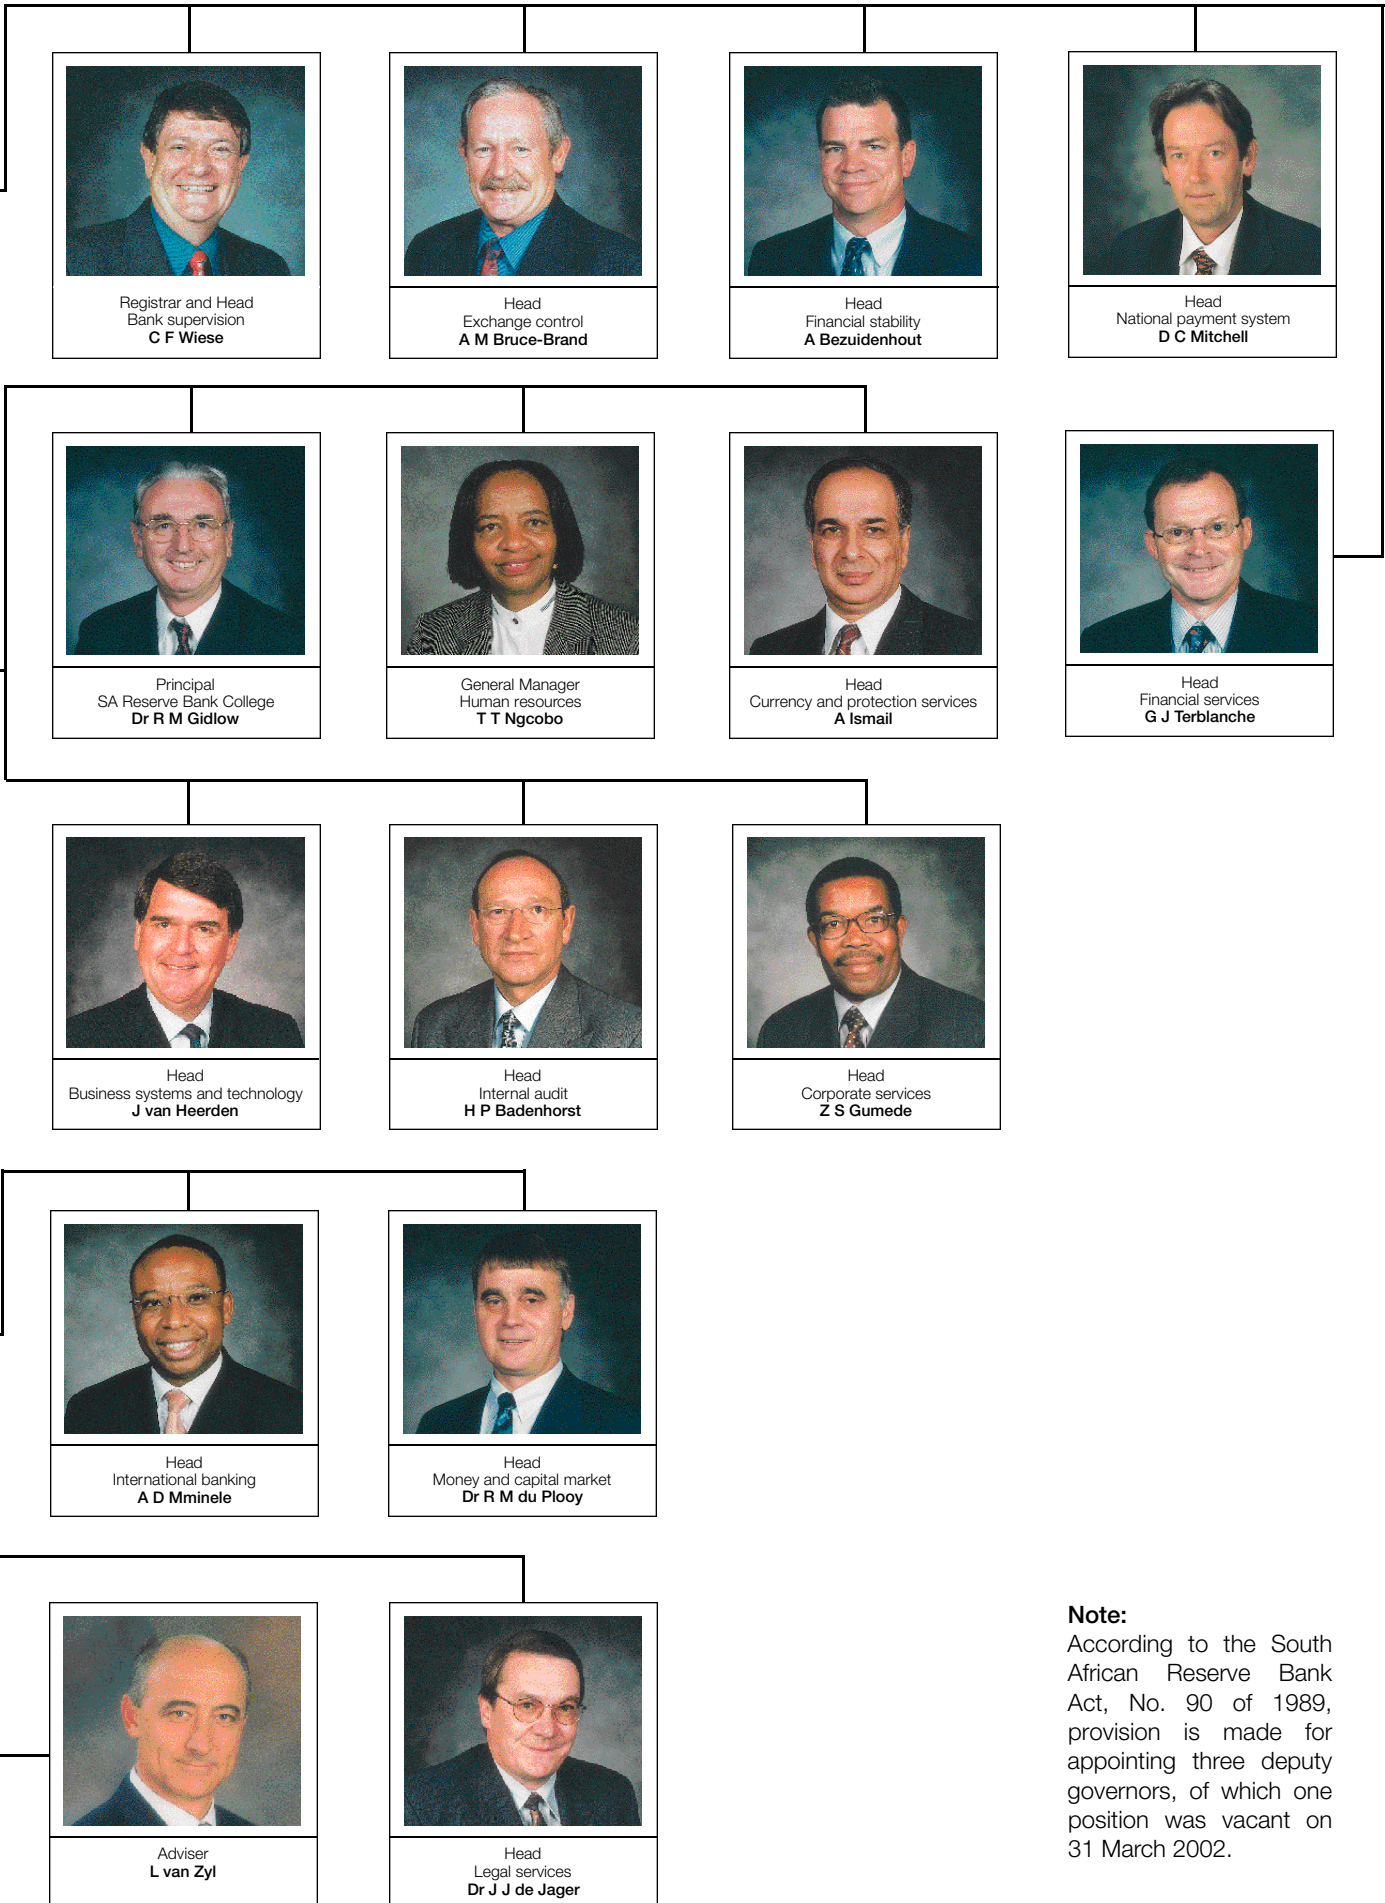 Registrar and Head
Bank supervision
C F Wiese
Head
Exchange control
A M Bruce-Brand
Head
Financial stability
A Bezuidenhout
Head
National payment system
D C Mitchell
Principal
SA Reserve Bank College
Dr R M Gidlow
General Manager
Human resources
T T Ngcobo
Head
Currency and protection services
A Ismail
Head
Financial services
G J Terblanche
Head
Business systems and technology
J van Heerden
Head
Internal audit
H P Badenhorst
Head
Corporate services
Z S Gumede
Head
International banking
A D Mminele
Head
Money and capital market
Dr R M du Plooy
Adviser
L van Zyl
Head
Legal services
Dr J J de Jager
Note:
According to the South
African Reserve Bank
Act, No. 90 of 1989,
provision is made for
appointing three deputy
governors, of which one
position was vacant on
31 March 2002.